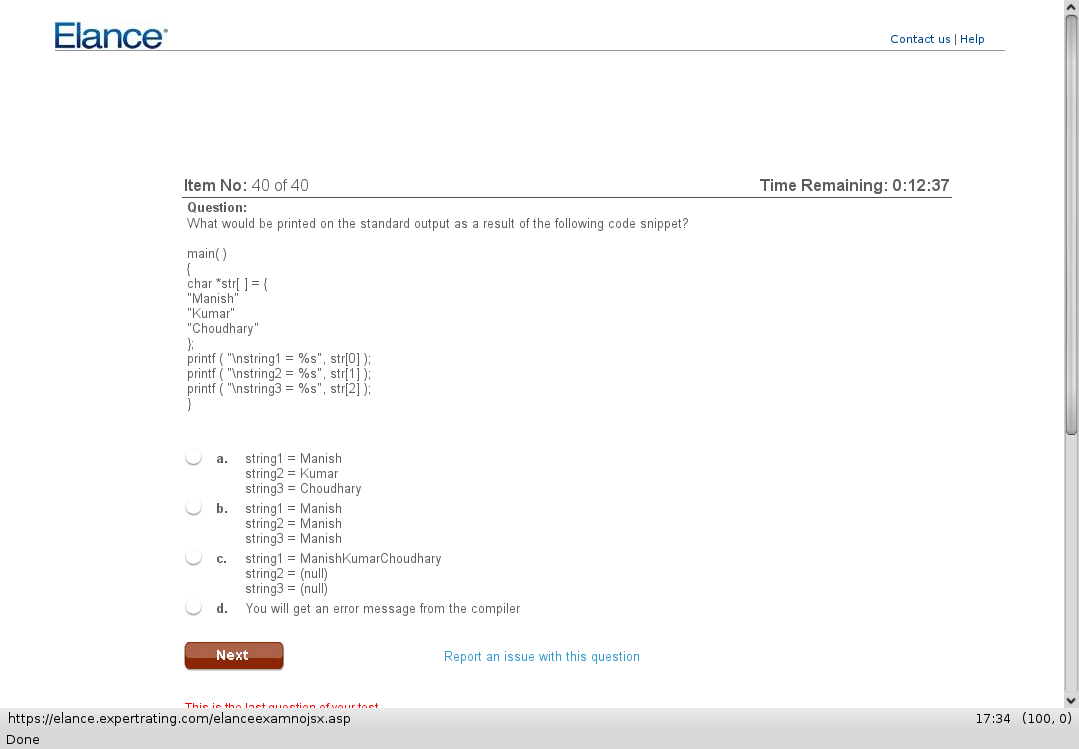 Elance
Contact us | Help
Item No: 40 of 40
Time Remaining: 0:12:37
Question:
What would be printed on the standard output as a result of the following code snippet?
main( )
{
char *str[ ] = {
"Manish"
"Kumar"
"Choudhary"
};
printf ( "\nstring1 = %s", str[0] );
printf ( "\nstring2 = %s", str[1] );
printf ( "\nstring3 = %s", str[2] );
}
a. string1 = Manish
string2 = Kumar
string3 = Choudhary
b. string1 = Manish
string2 = Manish
string3 = Manish
c. string1 = ManishKumarChoudhary
string2 = (null)
string3 = (null)
d. You will get an error message from the compiler
Next
Report an issue with this question
This is the last question of your test
https://elance.expertrating.com/elanceexamnojsx.asp
17:34 (100, 0)
Done